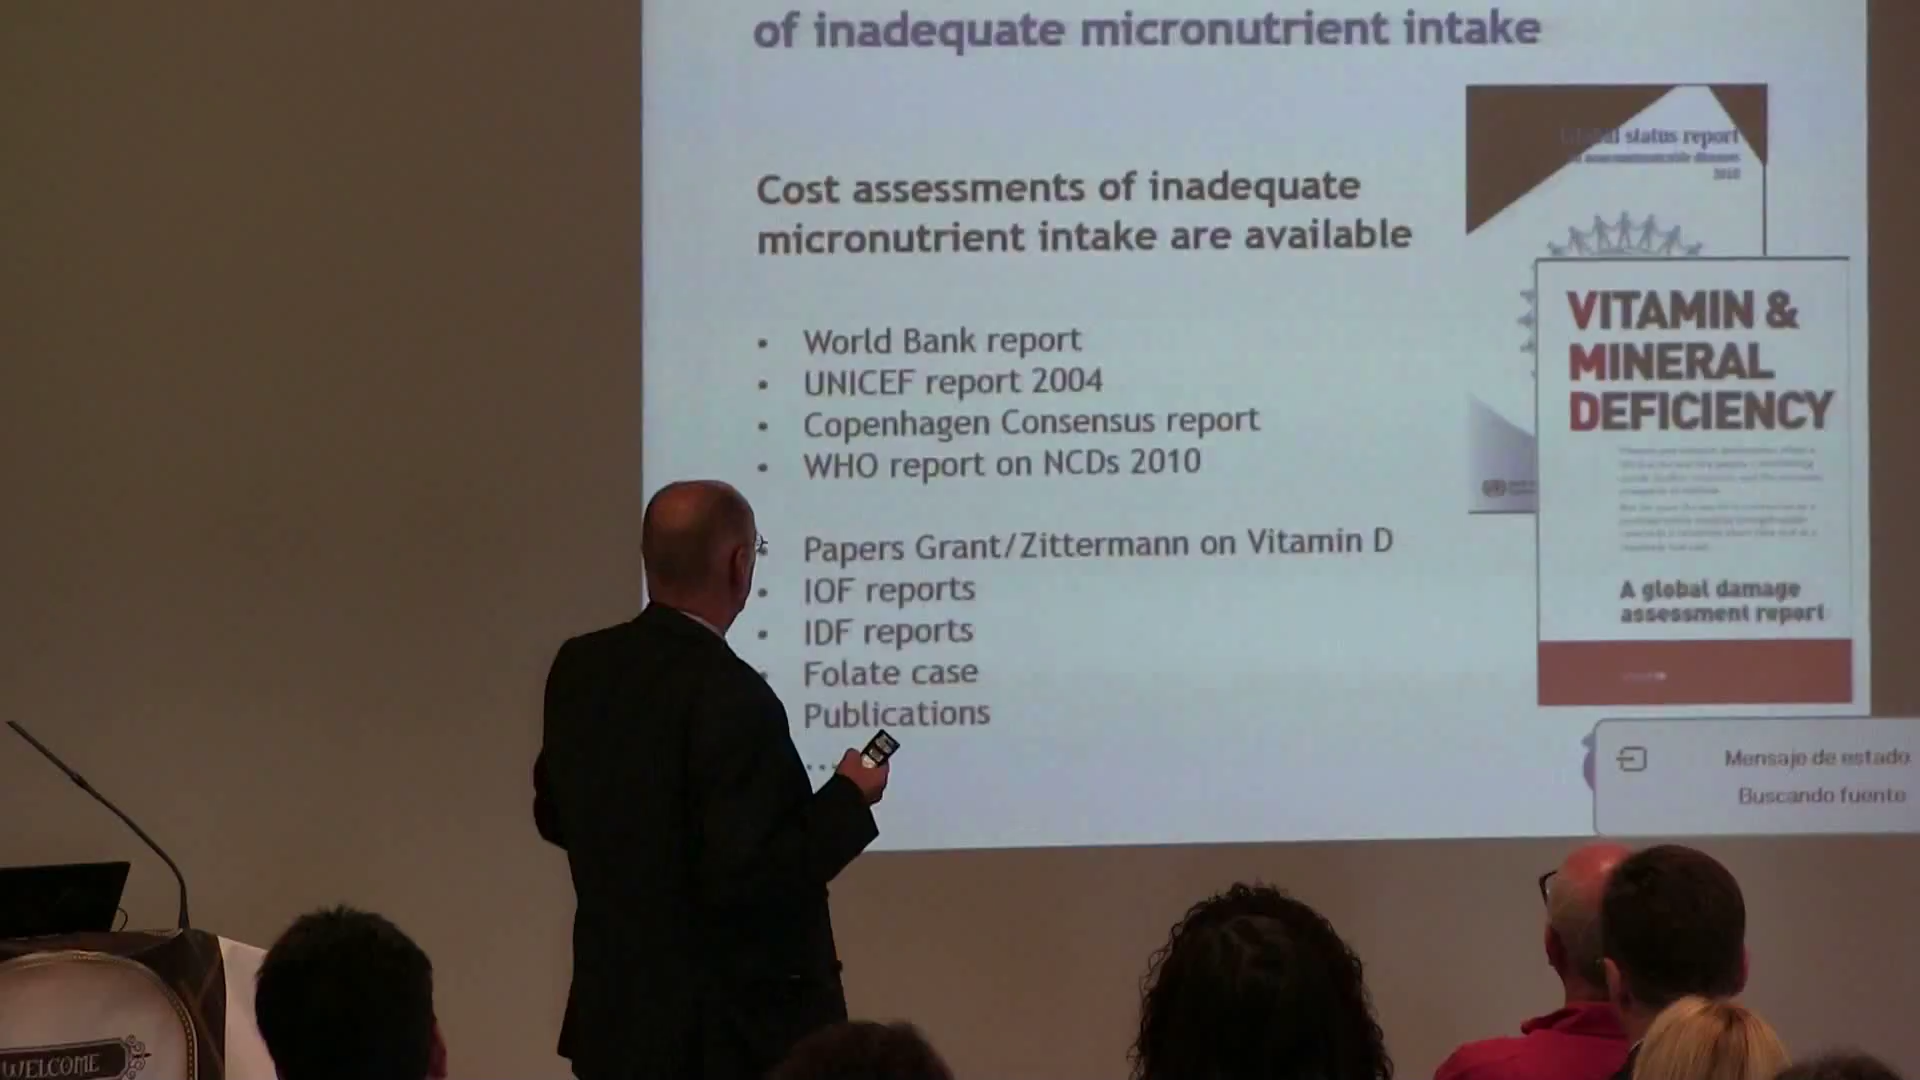 of inadequate micronutrient intake
Cost assessments of inadequate
micronutrient intake are available
• World Bank report
• UNICEF report 2004
• Copenhagen Consensus report
• WHO report on NCDs 2010
Papers Grant/Zittermann on Vitamin D
• IOF reports
• IDF reports
Folate case
Publications
status report
2010
VITAMIN &
MINERAL
DEFICIENCY
A global damage
assessment report
Mensaje de estado
Buscando fuente
WELCOME